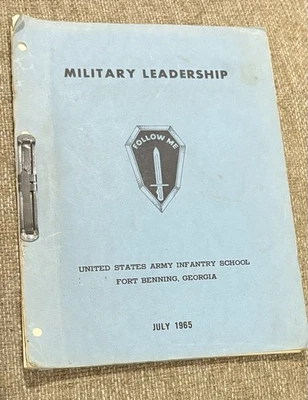 MILITARY LEADERSHIP
FOLLOW ME
UNITED STATES ARMY INFANTRY SCHOOL
FORT BENNING, GEORGIA
JULY 1965